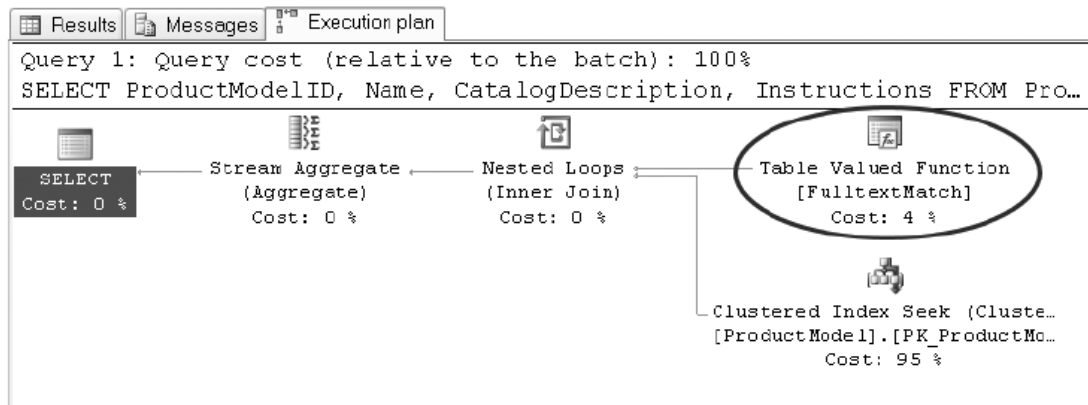 Results Messages Execution plan
Query 1: Query cost (relative to the batch): 100%
SELECT ProductModelID, Name, CatalogDescription, Instructions FROM Pro…
SELECT
Cost: 0 %
Stream Aggregate
(Aggregate)
Cost: 0 %
Nested Loops
(Inner Join)
Cost: 0 %
Table Valued Function
[FulltextMatch]
Cost: 4 %
Clustered Index Seek (Cluste…
[ProductModel].[PK_ProductMo…
Cost: 95 %